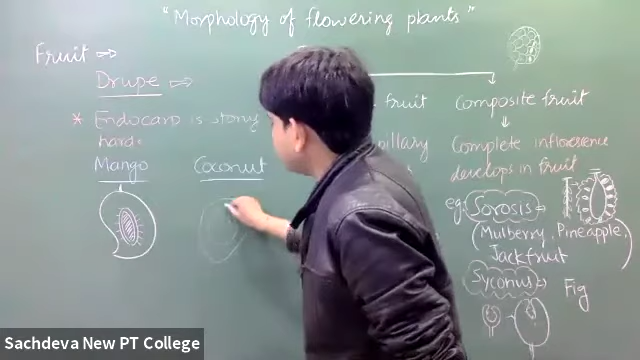 "Morphology of flowering plants"
Fruit
Drupe
* Endocarp is stony
hard.
Mango
Coconut
fruit
Composite fruit
Complete inflorescence
develops in fruit
eg. Sorosis
(Mulberry, Pineapple,
Jackfruit
Syconus
Fig
Sachdeva New PT College